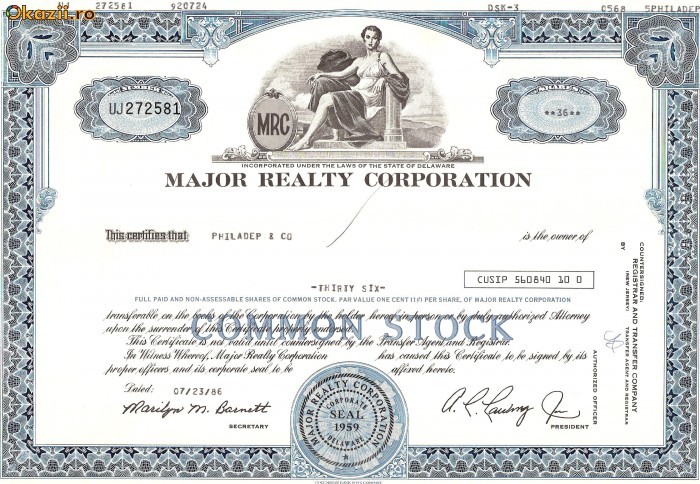 Okazii.ro
UJ 272581 920724 DSK-3 0568 5PHILADEP
NUMBER
SHARES
UJ272581
**36**
MRC
INCORPORATED UNDER THE LAWS OF THE STATE OF DELAWARE
MAJOR REALTY CORPORATION
This certifies that PHILADEP & CO is the owner of
-THIRTY SIX-
CUSIP 560840 10 0
FULL PAID AND NON-ASSESSABLE SHARES OF COMMON STOCK, PAR VALUE ONE CENT (1¢) PER SHARE, OF MAJOR REALTY CORPORATION
transferable on the books of the Corporation by the holder hereof in person or by duly authorized Attorney
upon the surrender of this Certificate properly endorsed.
COMMON STOCK
This Certificate is not valid until countersigned by the Transfer Agent and Registrar.
In Witness Whereof, Major Realty Corporation has caused this Certificate to be signed by its
proper officers and its corporate seal to be affixed hereto.
Dated: 07/23/86
Marilyn M. Barnett
SECRETARY
MAJOR REALTY CORPORATION
CORPORATE
SEAL
1959
DELAWARE
PRESIDENT
COUNTERSIGNED:
REGISTRAR AND TRANSFER COMPANY
(NEW JERSEY)
TRANSFER AGENT AND REGISTRAR
BY
AUTHORIZED OFFICER